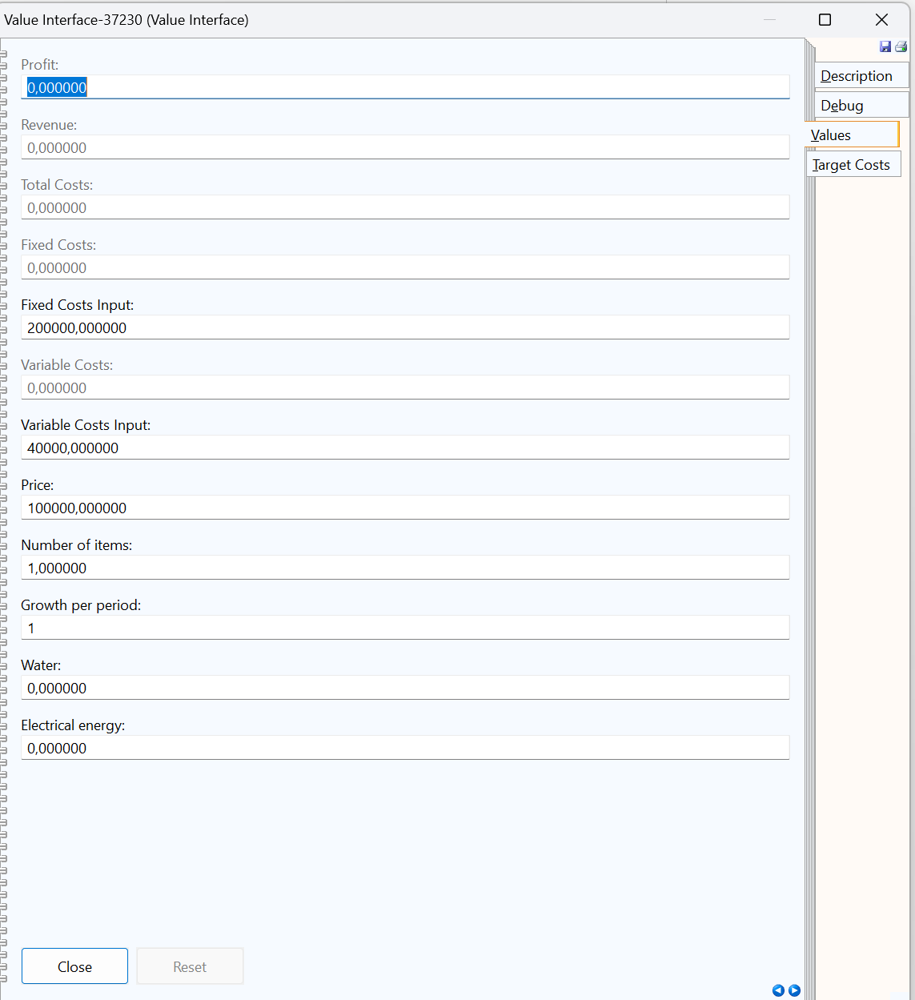 Value Interface-37230 (Value Interface)
Profit:
0,000000
Revenue:
0,000000
Total Costs:
0,000000
Fixed Costs:
0,000000
Fixed Costs Input:
200000,000000
Variable Costs:
0,000000
Variable Costs Input:
40000,000000
Price:
100000,000000
Number of items:
1,000000
Growth per period:
1
Water:
0,000000
Electrical energy:
0,000000
Close
Reset
Description
Debug
Values
Target Costs